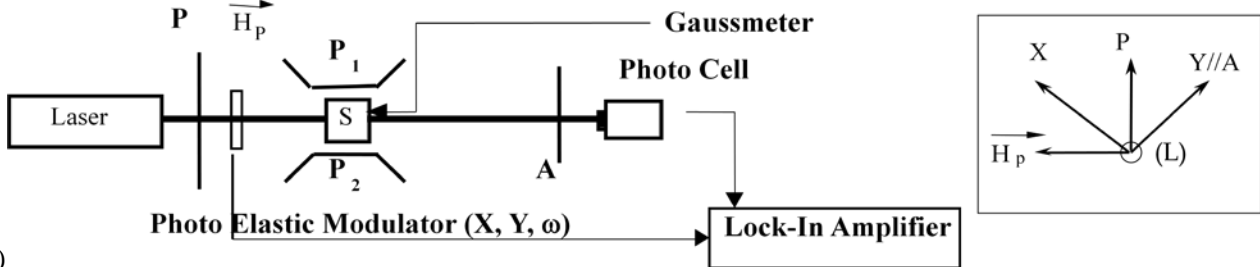 P
H_P
P_1
Gaussmeter
Photo Cell
Laser
S
P_2
A
Photo Elastic Modulator (X, Y, ω)
Lock-In Amplifier
)
X
P
Y//A
H_p
(L)